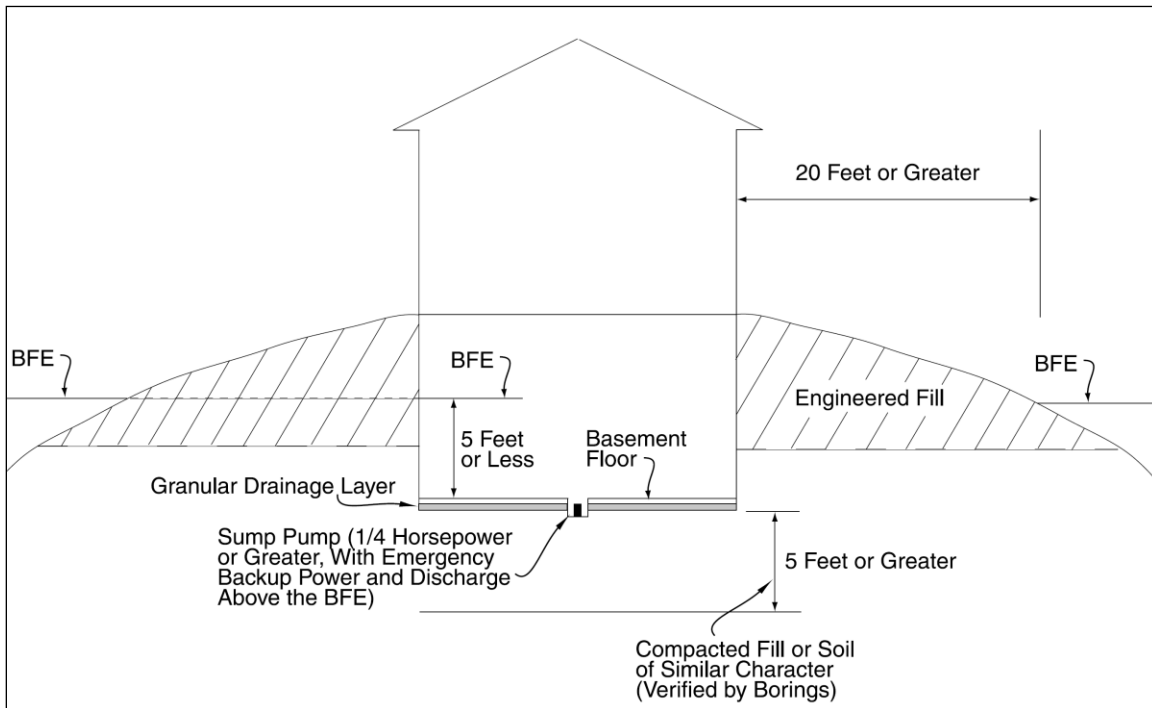 20 Feet or Greater
BFE
BFE
BFE
Engineered Fill
5 Feet
or Less
Basement
Floor
Granular Drainage Layer
Sump Pump (1/4 Horsepower
or Greater, With Emergency
Backup Power and Discharge
Above the BFE)
5 Feet or Greater
Compacted Fill or Soil
of Similar Character
(Verified by Borings)